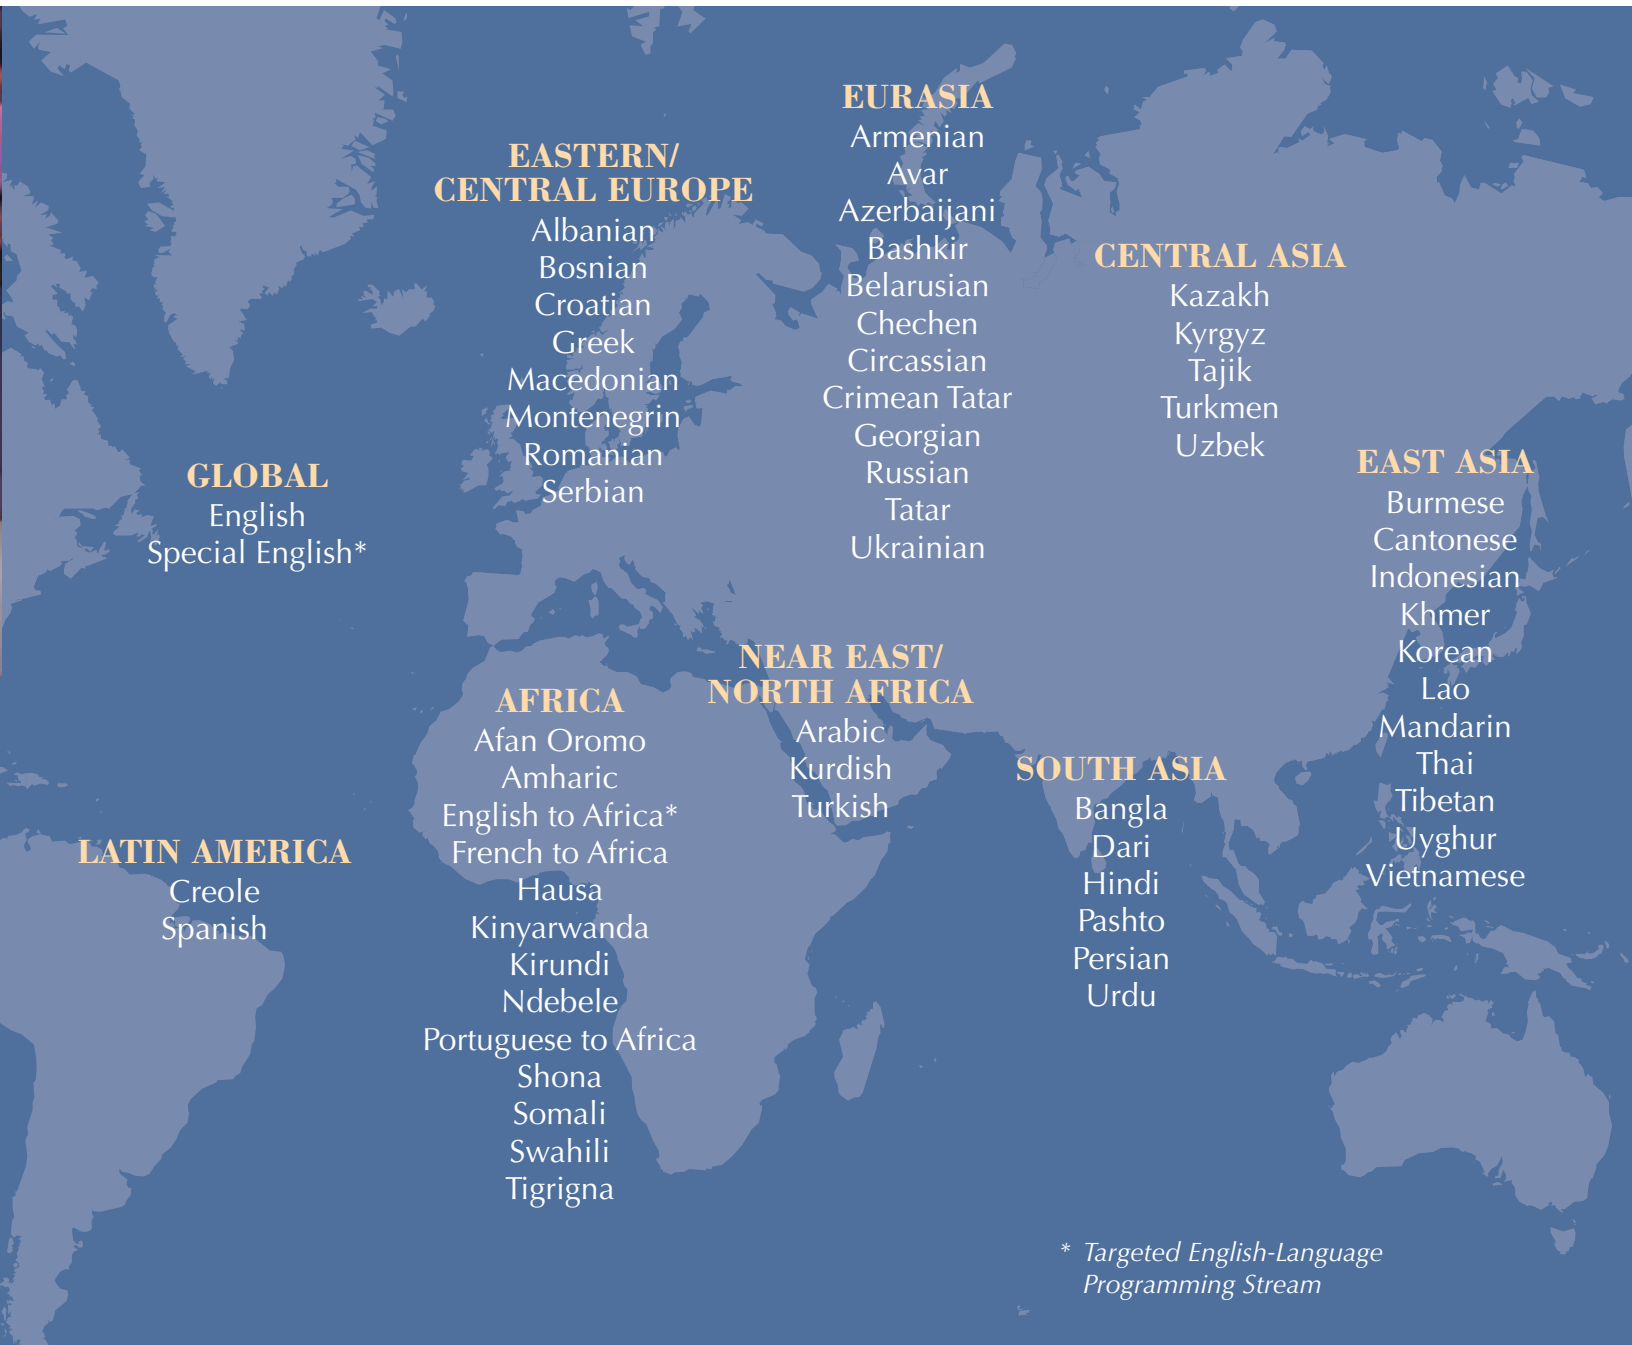 EURASIA
Armenian
Avar
Azerbaijani
Bashkir
Belarusian
Chechen
Circassian
Crimean Tatar
Georgian
Russian
Tatar
Ukrainian
EASTERN/
CENTRAL EUROPE
Albanian
Bosnian
Croatian
Greek
Macedonian
Montenegrin
Romanian
Serbian
CENTRAL ASIA
Kazakh
Kyrgyz
Tajik
Turkmen
Uzbek
GLOBAL
English
Special English*
EAST ASIA
Burmese
Cantonese
Indonesian
Khmer
Korean
Lao
Mandarin
Thai
Tibetan
Uyghur
Vietnamese
NEAR EAST/
NORTH AFRICA
Arabic
Kurdish
Turkish
AFRICA
Afan Oromo
Amharic
English to Africa*
French to Africa
Hausa
Kinyarwanda
Kirundi
Ndebele
Portuguese to Africa
Shona
Somali
Swahili
Tigrigna
SOUTH ASIA
Bangla
Dari
Hindi
Pashto
Persian
Urdu
LATIN AMERICA
Creole
Spanish
* Targeted English-Language
Programming Stream